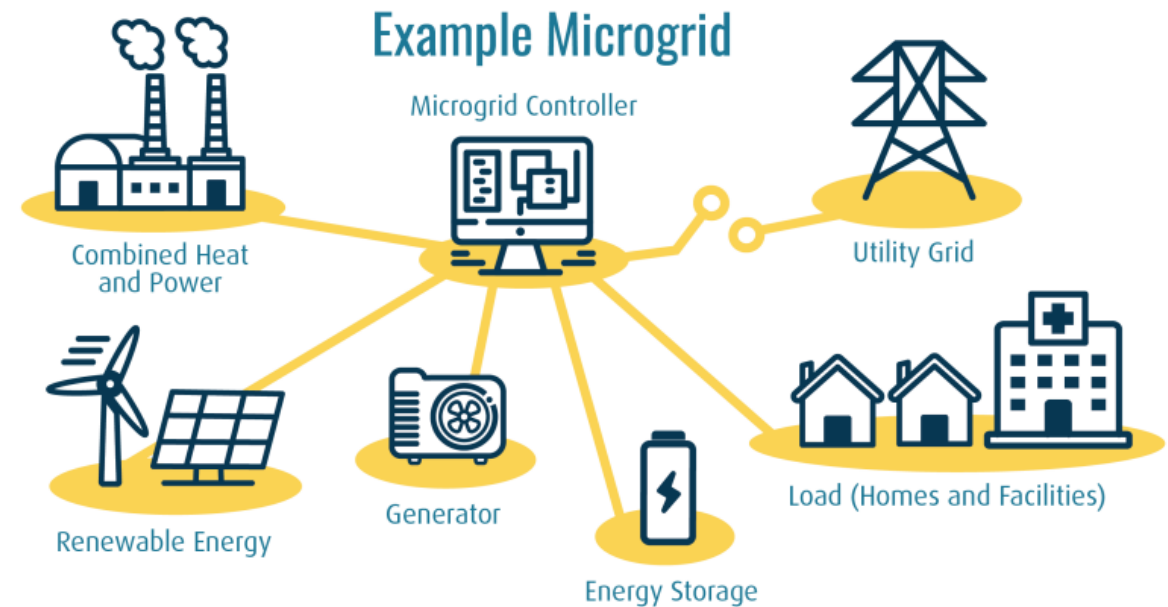 Example Microgrid
Microgrid Controller
Combined Heat
and Power
Utility Grid
Renewable Energy
Generator
Energy Storage
Load (Homes and Facilities)